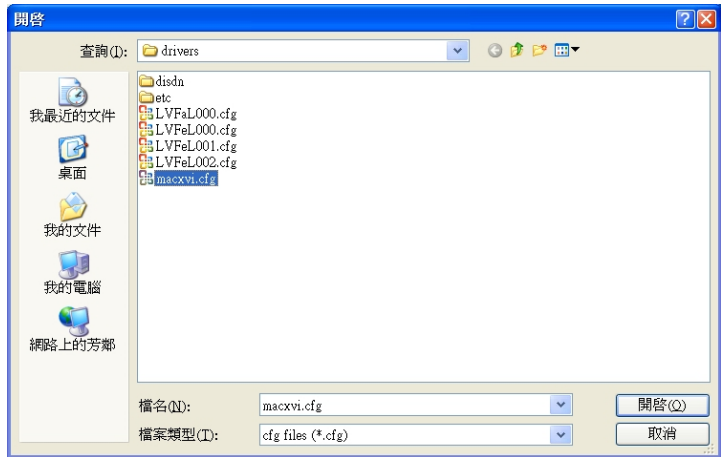 開啓
查詢(I): drivers
我最近的文件
桌面
我的文件
我的電腦
網路上的芳鄰
disdn
etc
LVFaL000.cfg
LVFeL000.cfg
LVFeL001.cfg
LVFeL002.cfg
macxvi.cfg
檔名(N): macxvi.cfg 開啓(O)
檔案類型(T): cfg files (*.cfg) 取消